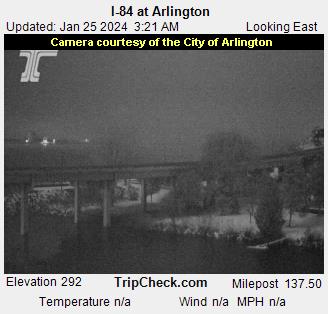 I-84 at Arlington
Updated: Jan 25 2024 3:21 AM Looking East
Camera courtesy of the City of Arlington
Elevation 292 TripCheck.com Milepost 137.50
Temperature n/a Wind n/a MPH n/a